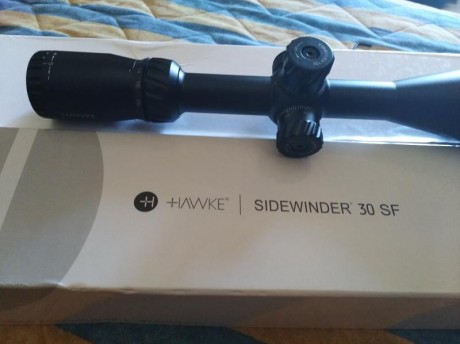 HAWKE® | SIDEWINDER® 30 SF